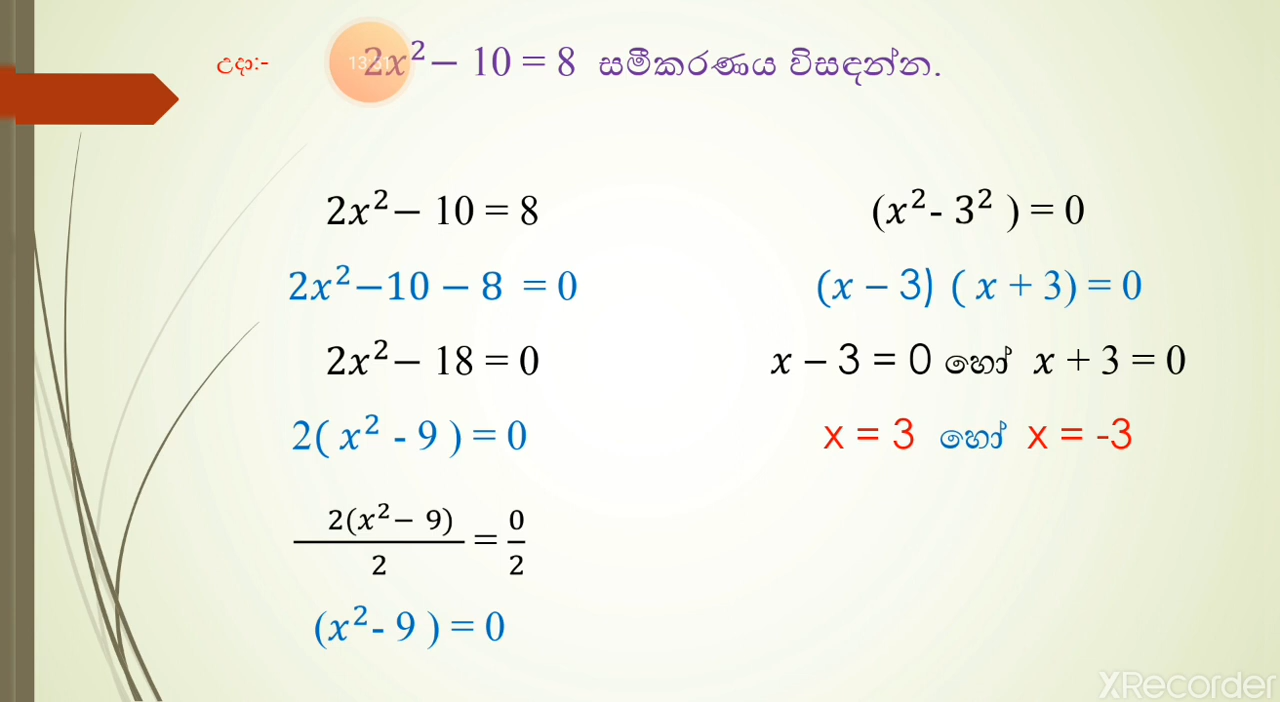 උදා:- 2x² − 10 = 8 සමීකරණය විසඳන්න.
2x² − 10 = 8
2x² −10 − 8 = 0
2x² − 18 = 0
2( x² - 9 ) = 0
2(x² − 9)/2 = 0/2
(x² - 9 ) = 0
(x² - 3² ) = 0
(x − 3) ( x + 3) = 0
x − 3 = 0 හෝ x + 3 = 0
x = 3 හෝ x = -3
XRecorder